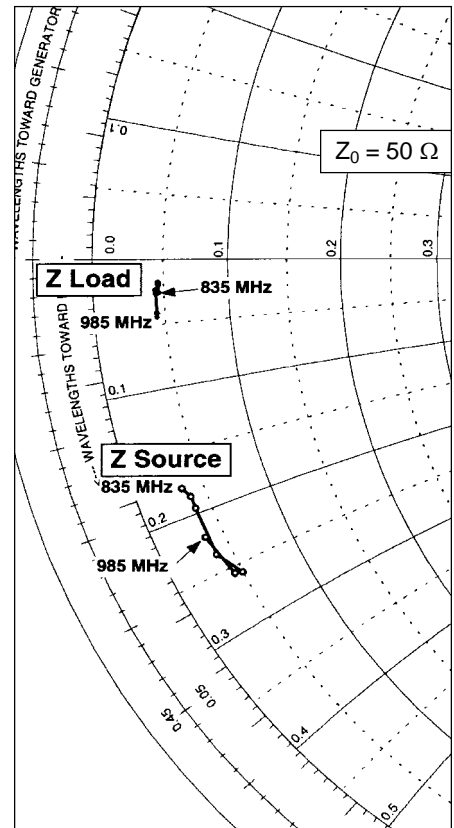 WAVELENGTHS TOWARD GENERATOR
0.1
Z₀ = 50 Ω
0.0
0.1
0.2
0.3
Z Load
835 MHz
985 MHz
WAVELENGTHS TOWARD
0.1
Z Source
835 MHz
0.2
985 MHz
0.3
0.05
0.45
0.4
0.5